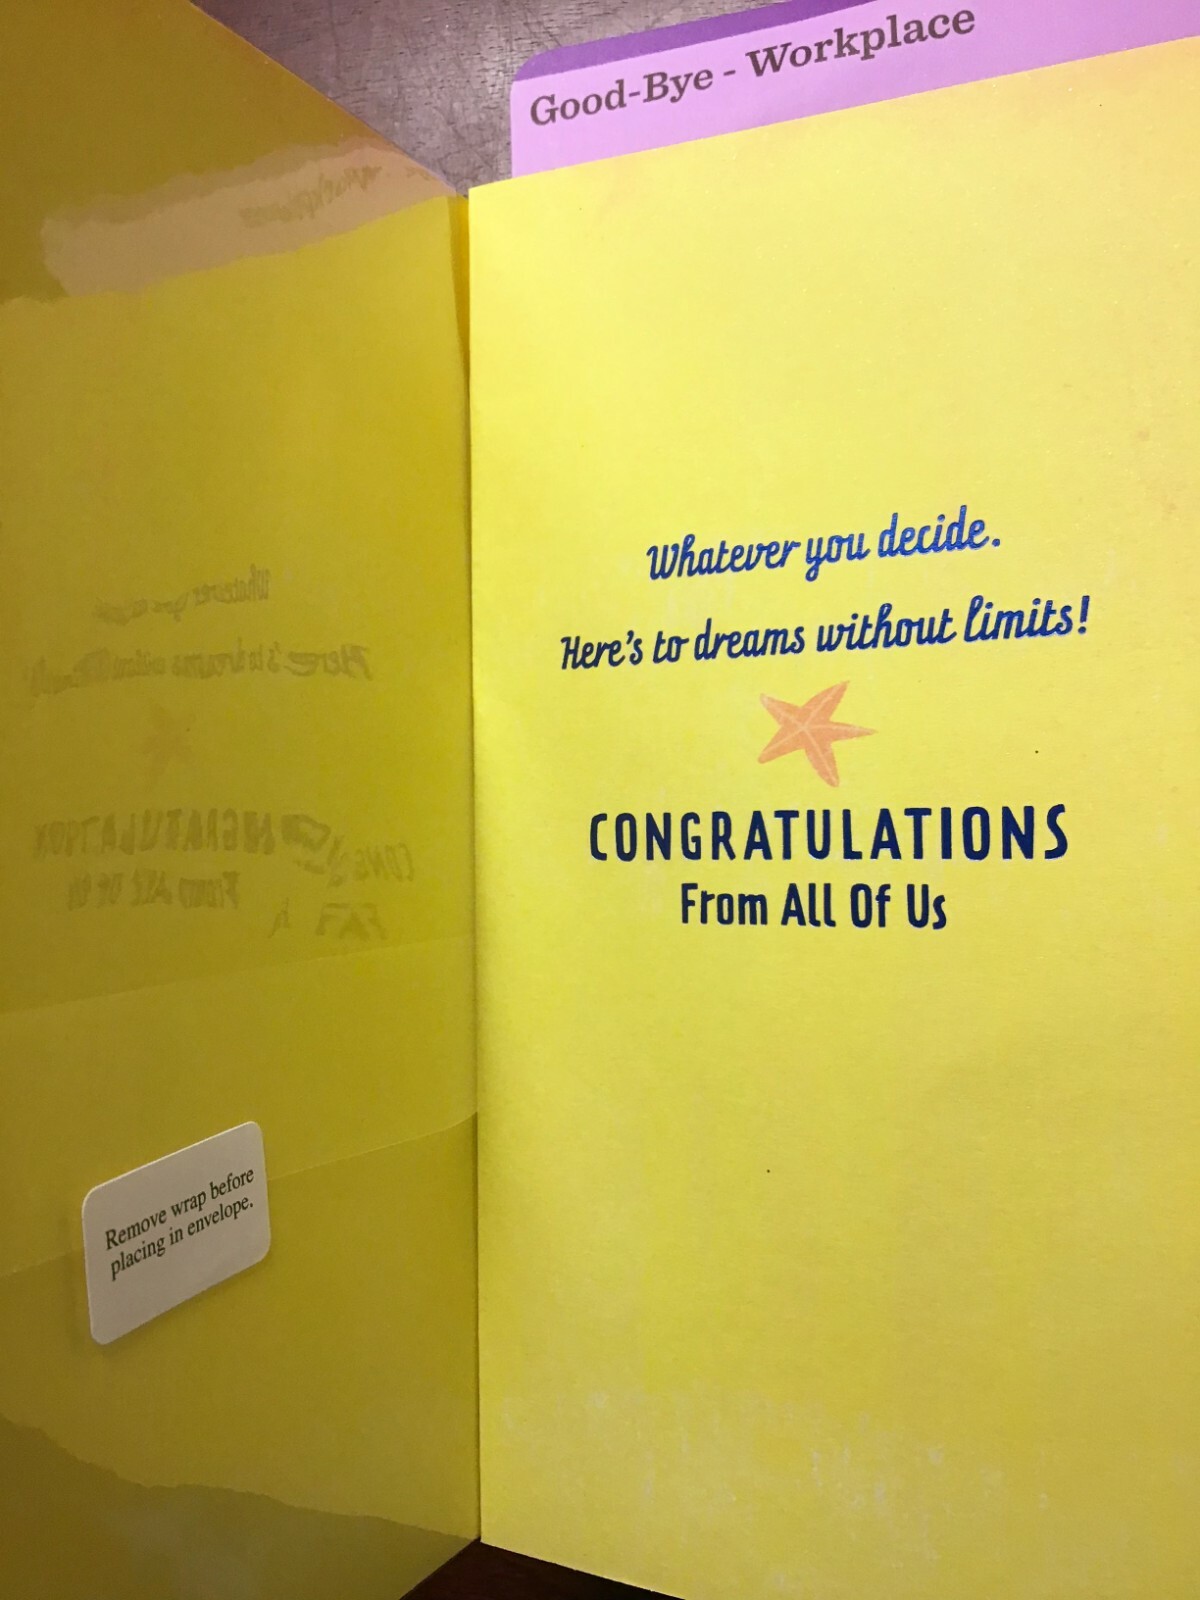 Good-Bye - Workplace
Whatever you decide.
Here's to dreams without limits!
CONGRATULATIONS
From All Of Us
Remove wrap before
placing in envelope.